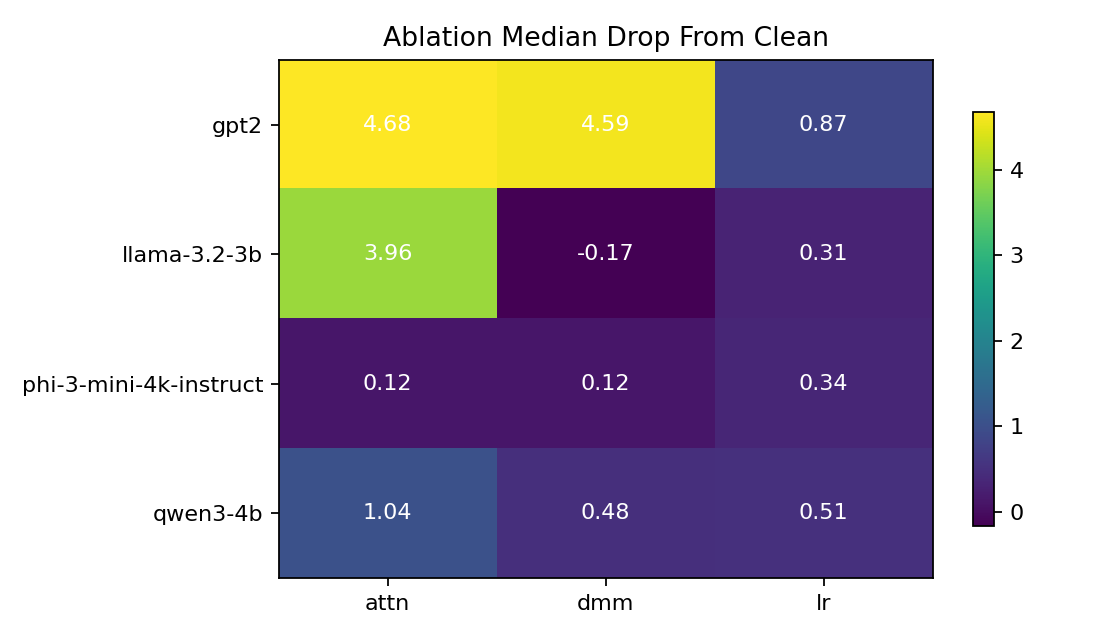 Ablation Median Drop From Clean
gpt2 4.68 4.59 0.87
llama-3.2-3b 3.96 -0.17 0.31
phi-3-mini-4k-instruct 0.12 0.12 0.34
qwen3-4b 1.04 0.48 0.51
attn dmm lr
4
3
2
1
0